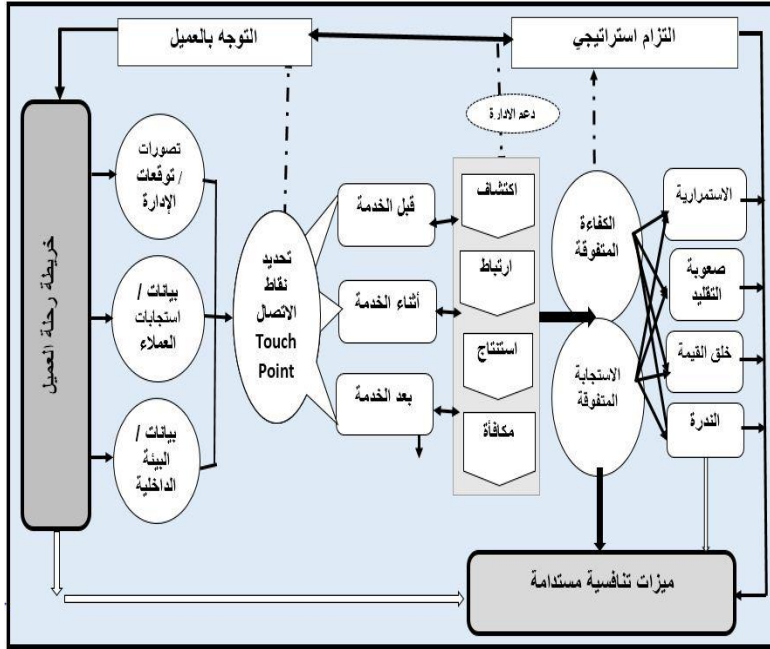 التوجه بالعميل
التزام استراتيجي
دعم الادارة
خريطة رحلة العميل
تصورات
/ توقعات
الإدارة
بيانات /
استجابات
العملاء
بيانات /
البيئة
الداخلية
تحديد
نقاط
الاتصال
Touch
Point
قبل الخدمة
أثناء الخدمة
بعد الخدمة
اكتشاف
ارتباط
استنتاج
مكافأة
الكفاءة
المتفوقة
الاستجابة
المتفوقة
الاستمرارية
صعوبة
التقليد
خلق القيمة
الندرة
ميزات تنافسية مستدامة